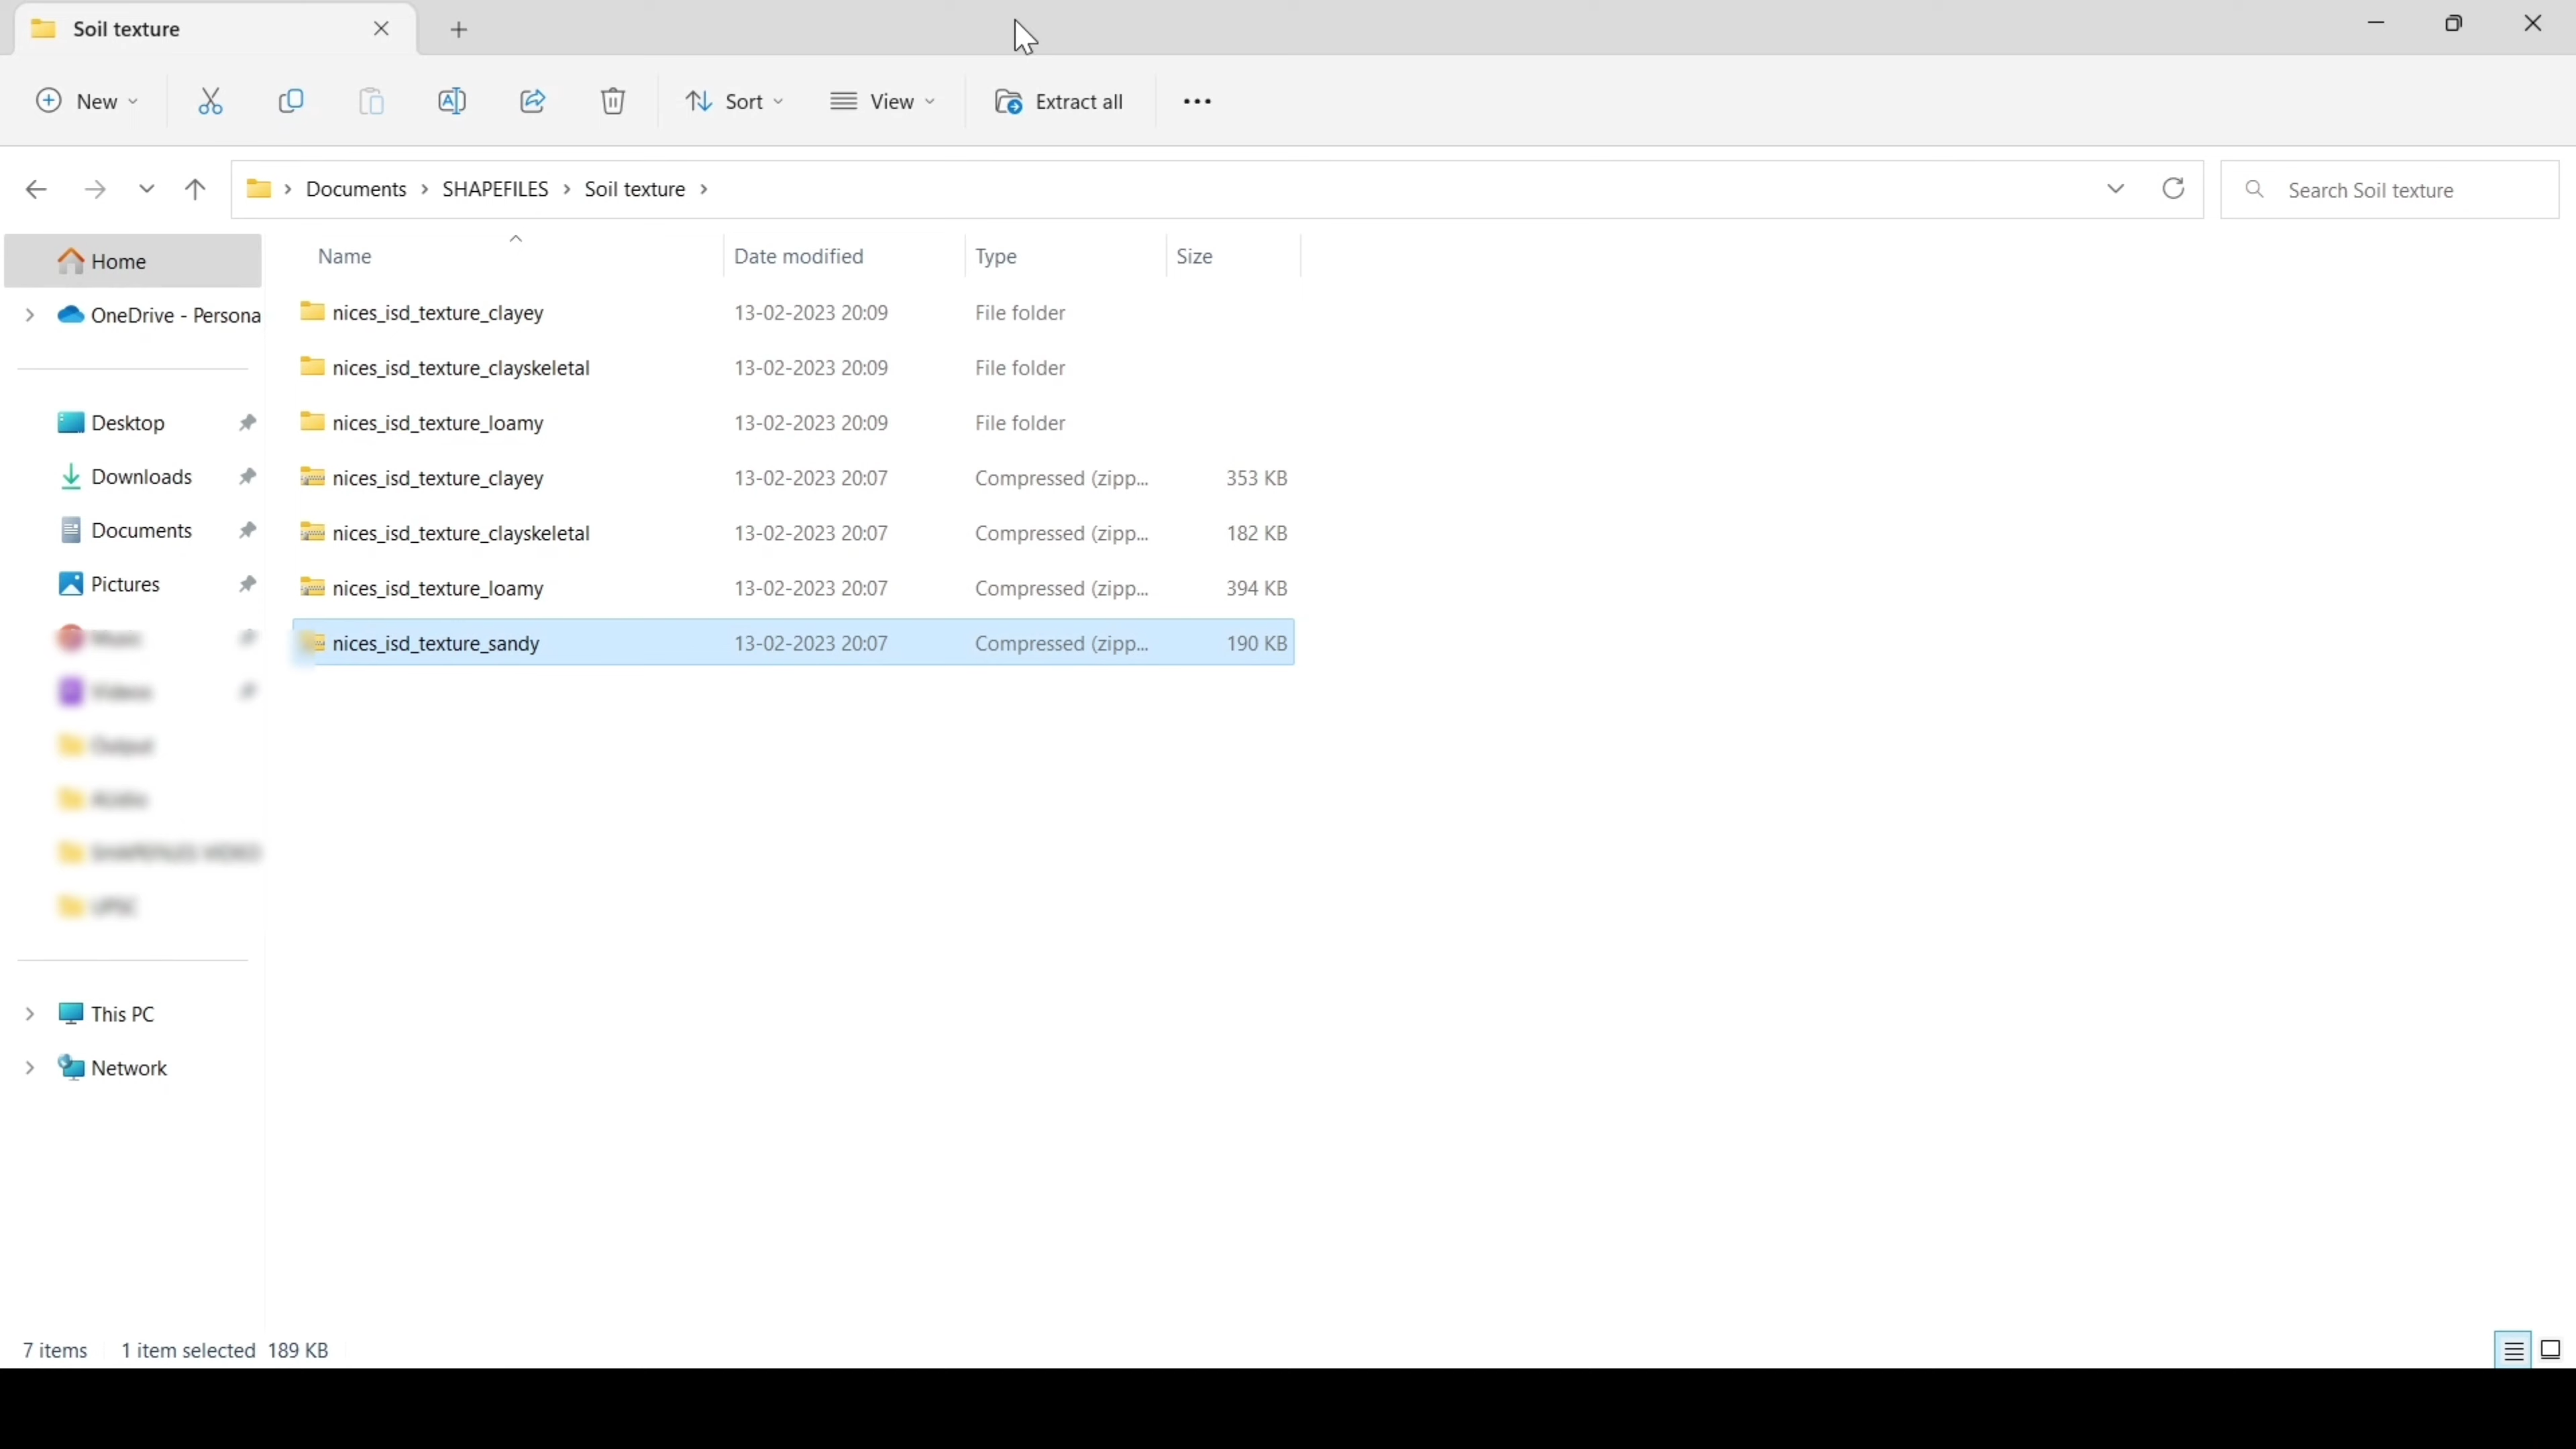 Soil texture
New
Sort
View
Extract all
Documents
SHAPEFILES
Soil texture
Search Soil texture
Home
OneDrive - Persona
Desktop
Downloads
Documents
Pictures
This PC
Network
Name Date modified Type Size
nices_isd_texture_clayey 13-02-2023 20:09 File folder
nices_isd_texture_clayskeletal 13-02-2023 20:09 File folder
nices_isd_texture_loamy 13-02-2023 20:09 File folder
nices_isd_texture_clayey 13-02-2023 20:07 Compressed (zipp... 353 KB
nices_isd_texture_clayskeletal 13-02-2023 20:07 Compressed (zipp... 182 KB
nices_isd_texture_loamy 13-02-2023 20:07 Compressed (zipp... 394 KB
nices_isd_texture_sandy 13-02-2023 20:07 Compressed (zipp... 190 KB
7 items 1 item selected 189 KB